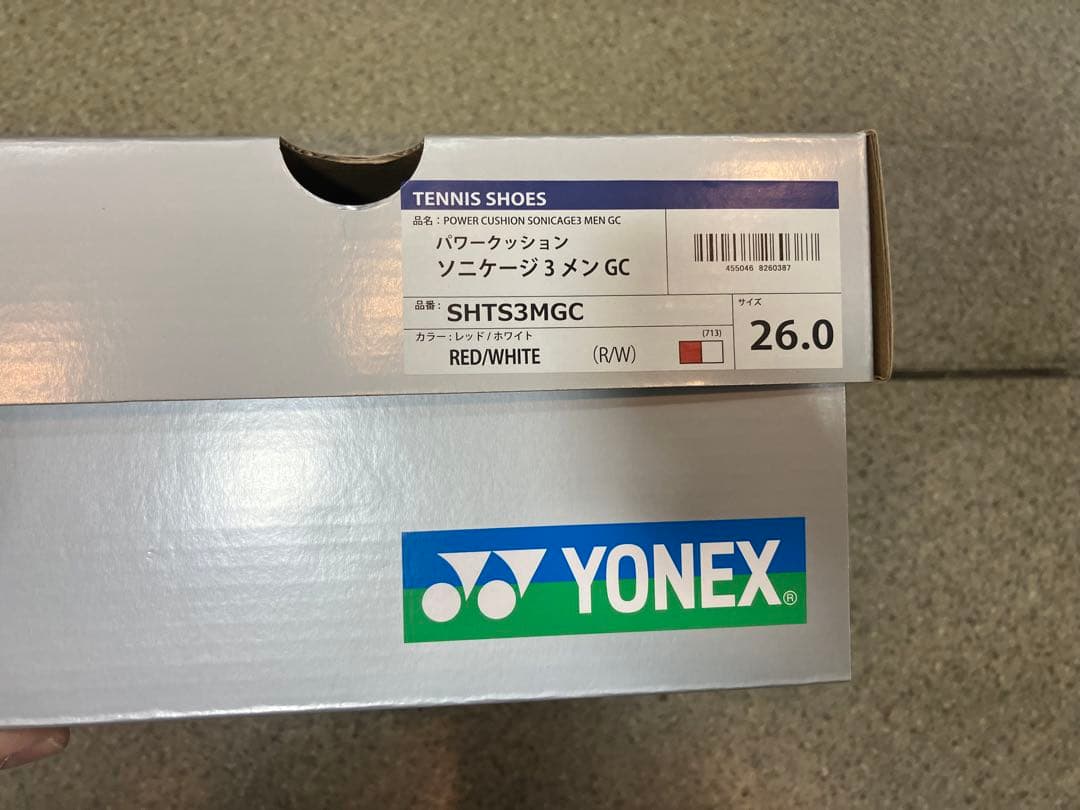 TENNIS SHOES
品名：POWER CUSHION SONICAGE3 MEN GC
パワークッション
ソニケージ 3 メン GC
455046 8260387
品番：SHTS3MGC
カラー：レッド / ホワイト
RED/WHITE (R/W)
(713)
サイズ
26.0
YONEX®